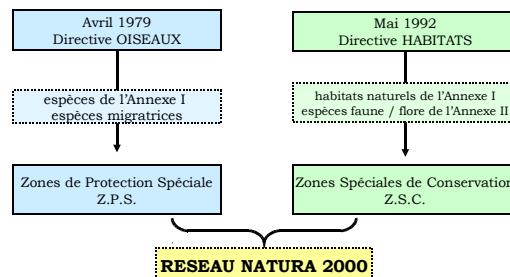 Avril 1979
Directive OISEAUX
Mai 1992
Directive HABITATS
espèces de l'Annexe I
espèces migratrices
habitats naturels de l'Annexe I
espèces faune / flore de l'Annexe II
Zones de Protection Spéciale
Z.P.S.
Zones Spéciales de Conservation
Z.S.C.
RESEAU NATURA 2000